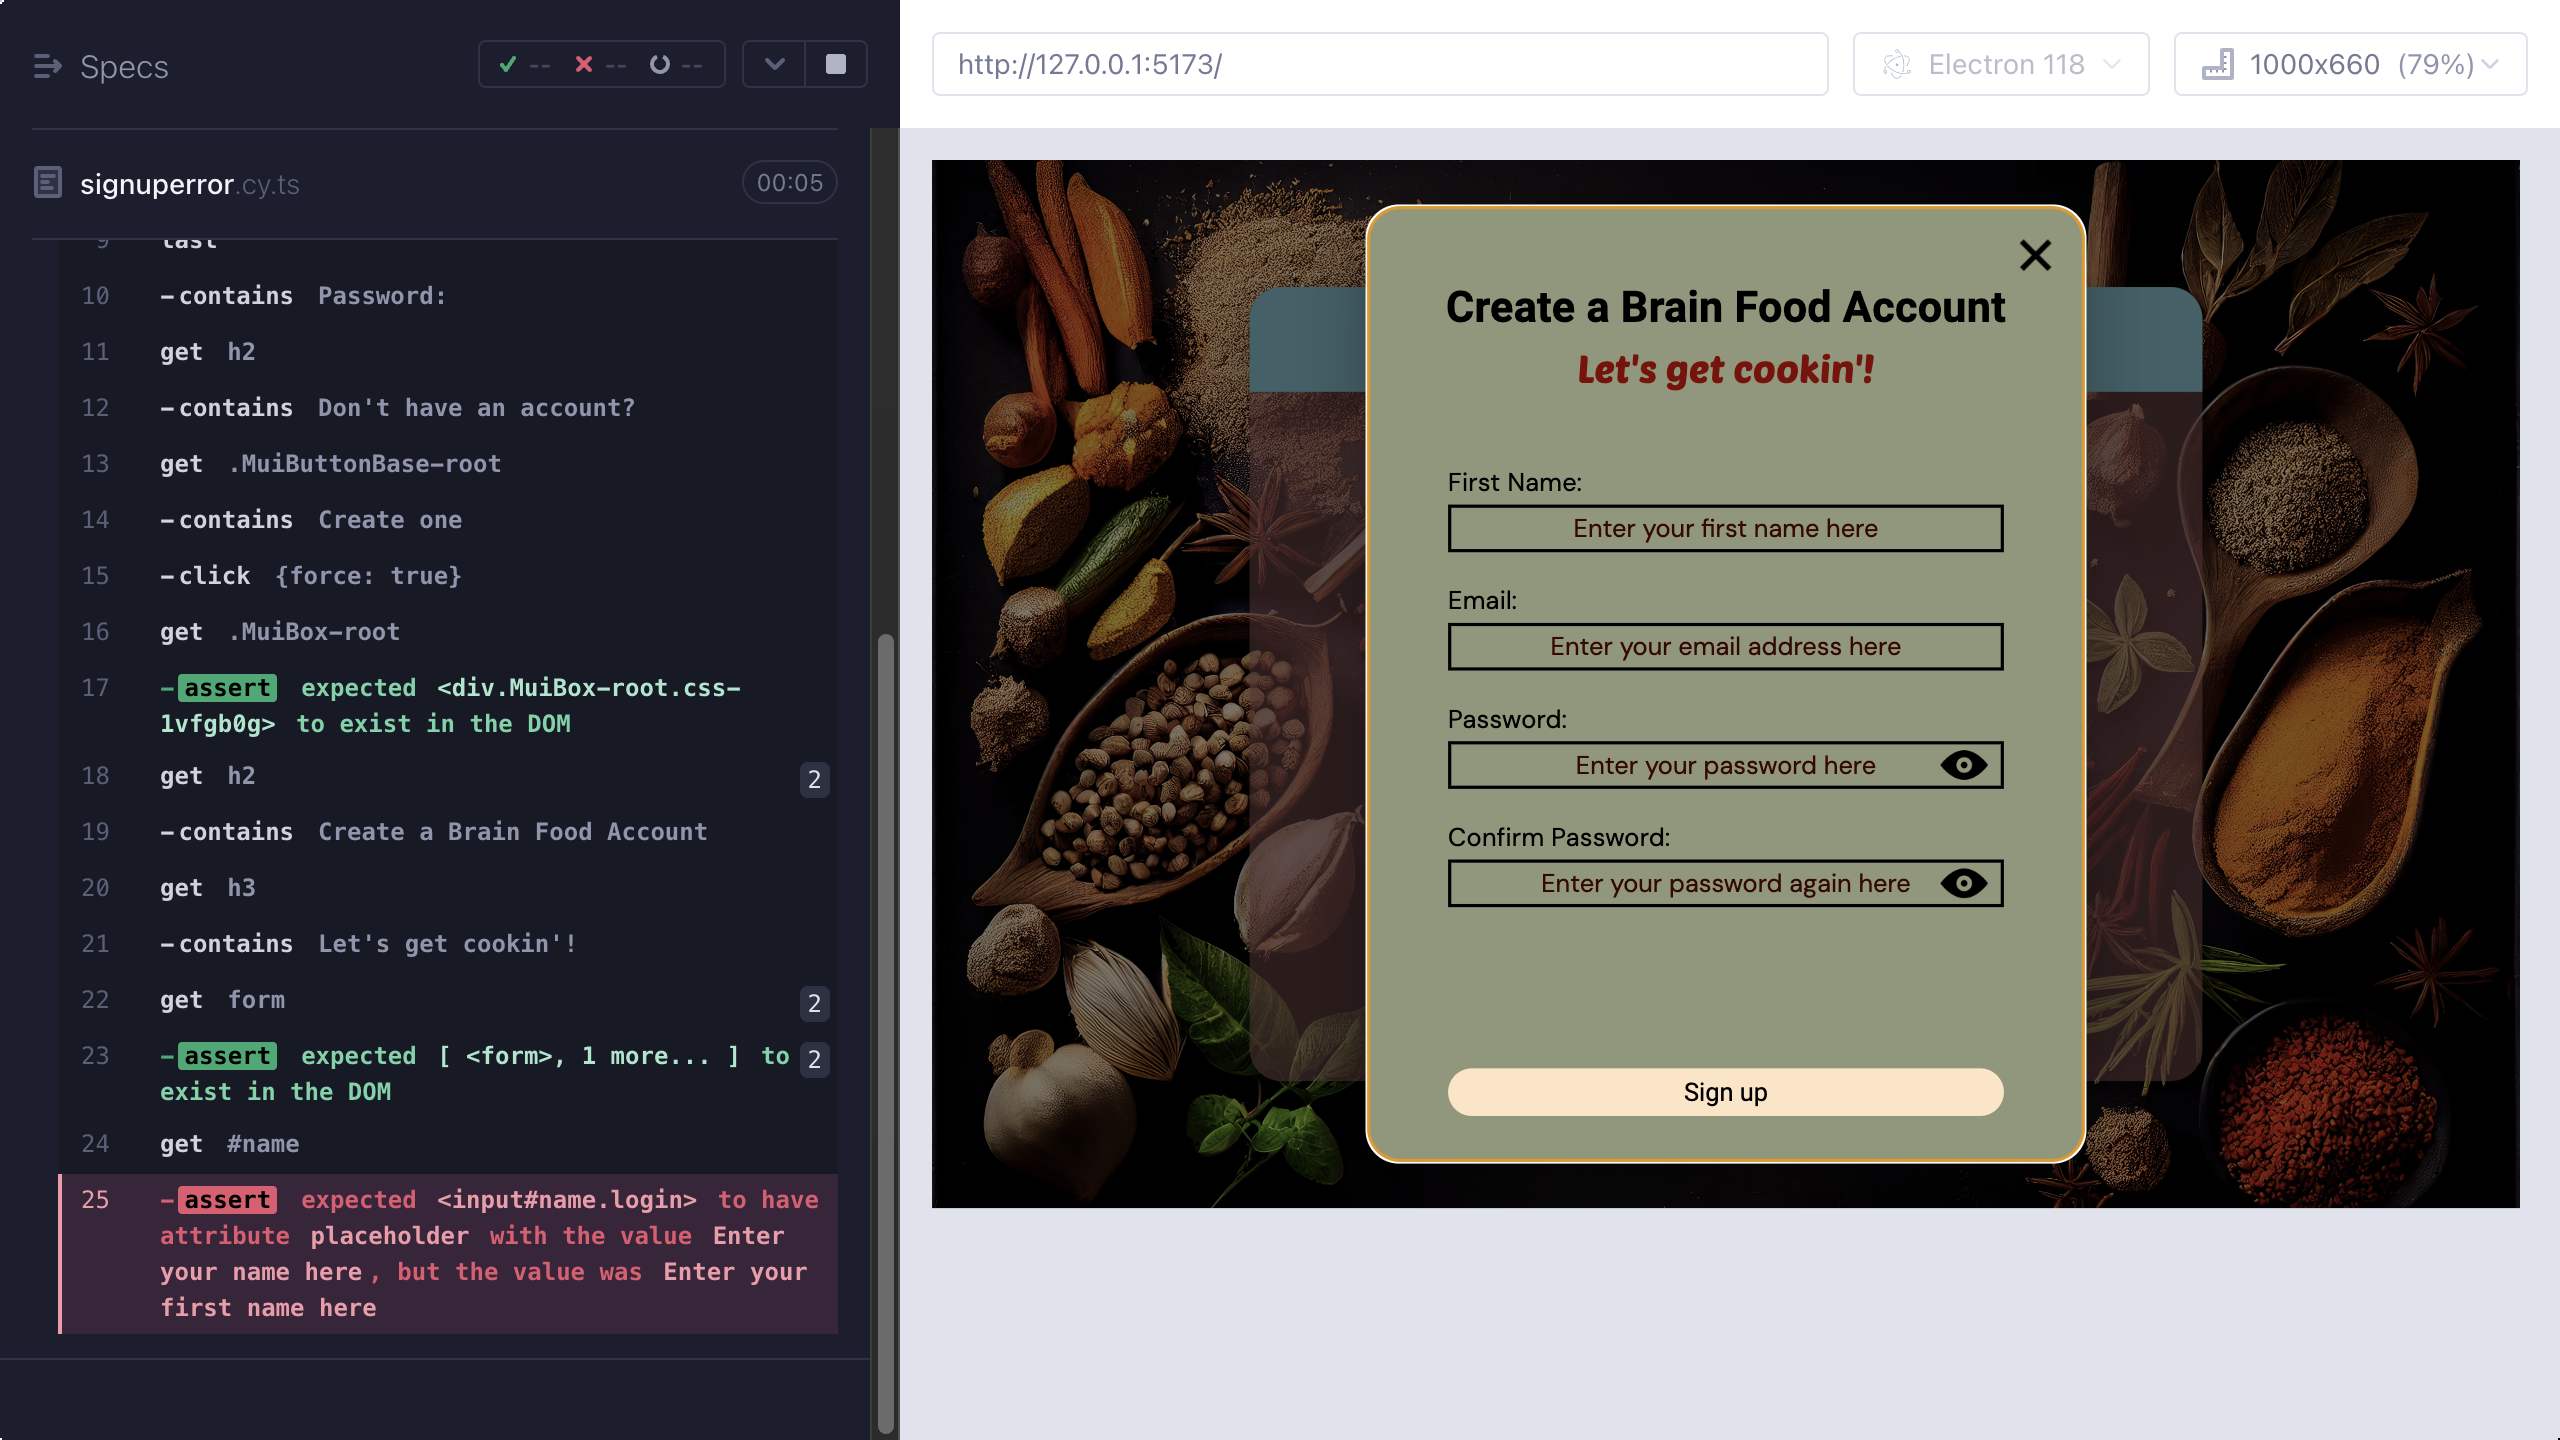 Specs
-- -- --
signuperror.cy.ts 00:05
9 last
10 -contains Password:
11 get h2
12 -contains Don't have an account?
13 get .MuiButtonBase-root
14 -contains Create one
15 -click {force: true}
16 get .MuiBox-root
17 -assert expected <div.MuiBox-root.css-
1vfgb0g> to exist in the DOM
18 get h2 2
19 -contains Create a Brain Food Account
20 get h3
21 -contains Let's get cookin'!
22 get form 2
23 -assert expected [ <form>, 1 more... ] to 2
exist in the DOM
24 get #name
25 -assert expected <input#name.login> to have
attribute placeholder with the value Enter
your name here, but the value was Enter your
first name here
http://127.0.0.1:5173/
Electron 118
1000x660 (79%)
Create a Brain Food Account
Let's get cookin'!
First Name:
Enter your first name here
Email:
Enter your email address here
Password:
Enter your password here
Confirm Password:
Enter your password again here
Sign up